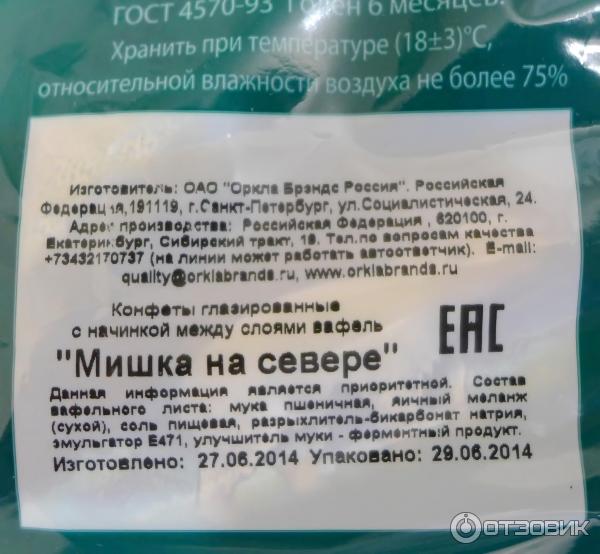 ГОСТ 4570-93 Годен 6 месяцев.
Хранить при температуре (18±3)°С,
относительной влажности воздуха не более 75%
Изготовитель: ОАО "Оркла Брэндс Россия". Российская
Федерация,191119, г.Санкт-Петербург, ул.Социалистическая, 24.
Адрес производства: Российская Федерация , 620100, г.
Екатеринбург, Сибирский тракт, 19. Тел.по вопросам качества
+73432170737 (на линии может работать автоответчик). E-mail:
quality@orklabrands.ru, www.orklabrands.ru
Конфеты глазированные
с начинкой между слоями вафель
EAC
"Мишка на севере"
Данная информация является приоритетной. Состав
вафельного листа: мука пшеничная, яичный меланж
(сухой), соль пищевая, разрыхлитель-бикарбонат натрия,
эмульгатор Е471, улучшитель муки - ферментный продукт.
Изготовлено: 27.06.2014 Упаковано: 29.06.2014
ОТЗОВИК